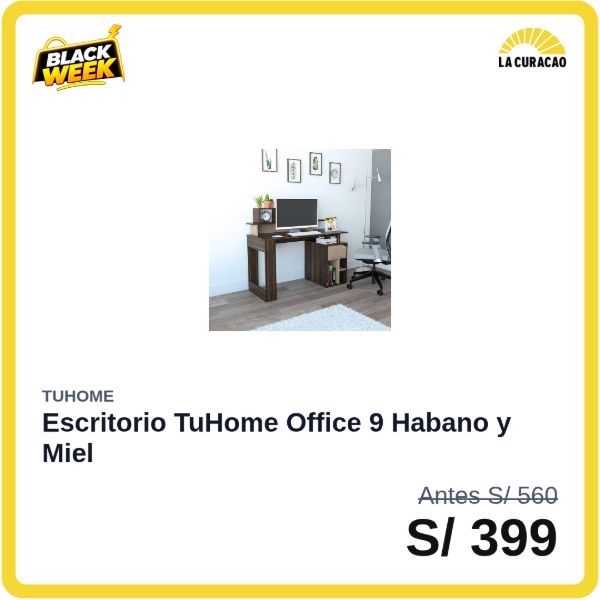 BLACK
WEEK
LA CURACAO
TUHOME
Escritorio TuHome Office 9 Habano y
Miel
Antes S/ 560
S/ 399